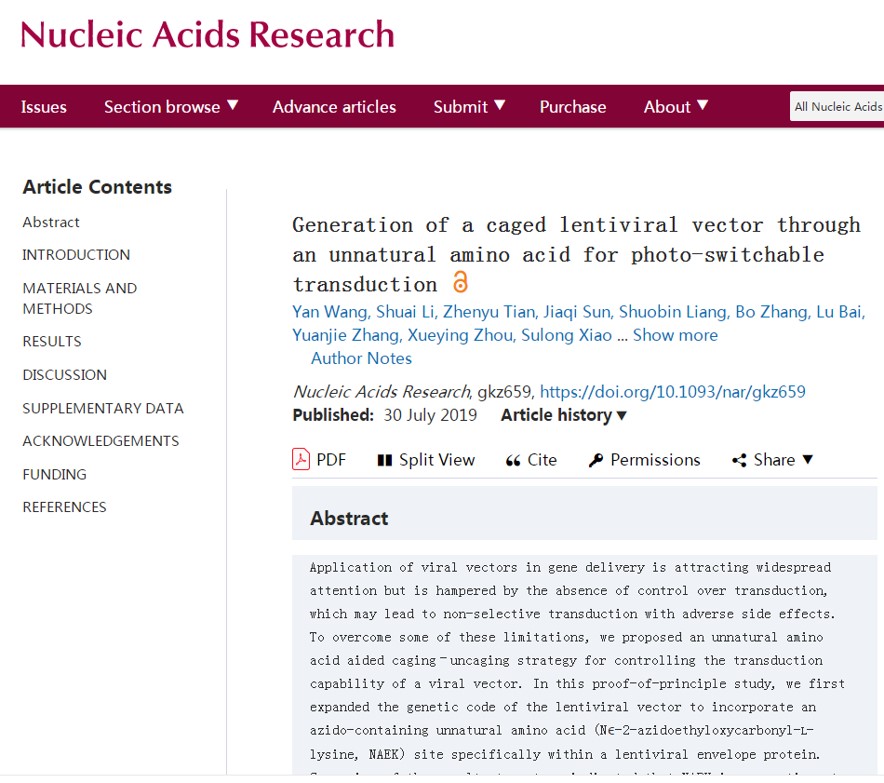 Nucleic Acids Research
Issues Section browse ▼ Advance articles Submit ▼ Purchase About ▼ All Nucleic Acids
Article Contents
Abstract
INTRODUCTION
MATERIALS AND
METHODS
RESULTS
DISCUSSION
SUPPLEMENTARY DATA
ACKNOWLEDGEMENTS
FUNDING
REFERENCES
Generation of a caged lentiviral vector through
an unnatural amino acid for photo-switchable
transduction
Yan Wang, Shuai Li, Zhenyu Tian, Jiaqi Sun, Shuobin Liang, Bo Zhang, Lu Bai,
Yuanjie Zhang, Xueying Zhou, Sulong Xiao ... Show more
Author Notes
Nucleic Acids Research, gkz659, https://doi.org/10.1093/nar/gkz659
Published: 30 July 2019 Article history ▼
PDF Split View Cite Permissions Share ▼
Abstract
Application of viral vectors in gene delivery is attracting widespread
attention but is hampered by the absence of control over transduction,
which may lead to non-selective transduction with adverse side effects.
To overcome some of these limitations, we proposed an unnatural amino
acid aided caging–uncaging strategy for controlling the transduction
capability of a viral vector. In this proof-of-principle study, we first
expanded the genetic code of the lentiviral vector to incorporate an
azido-containing unnatural amino acid (Nϵ-2-azidoethyloxycarbonyl-ʟ-
lysine, NAEK) site specifically within a lentiviral envelope protein.